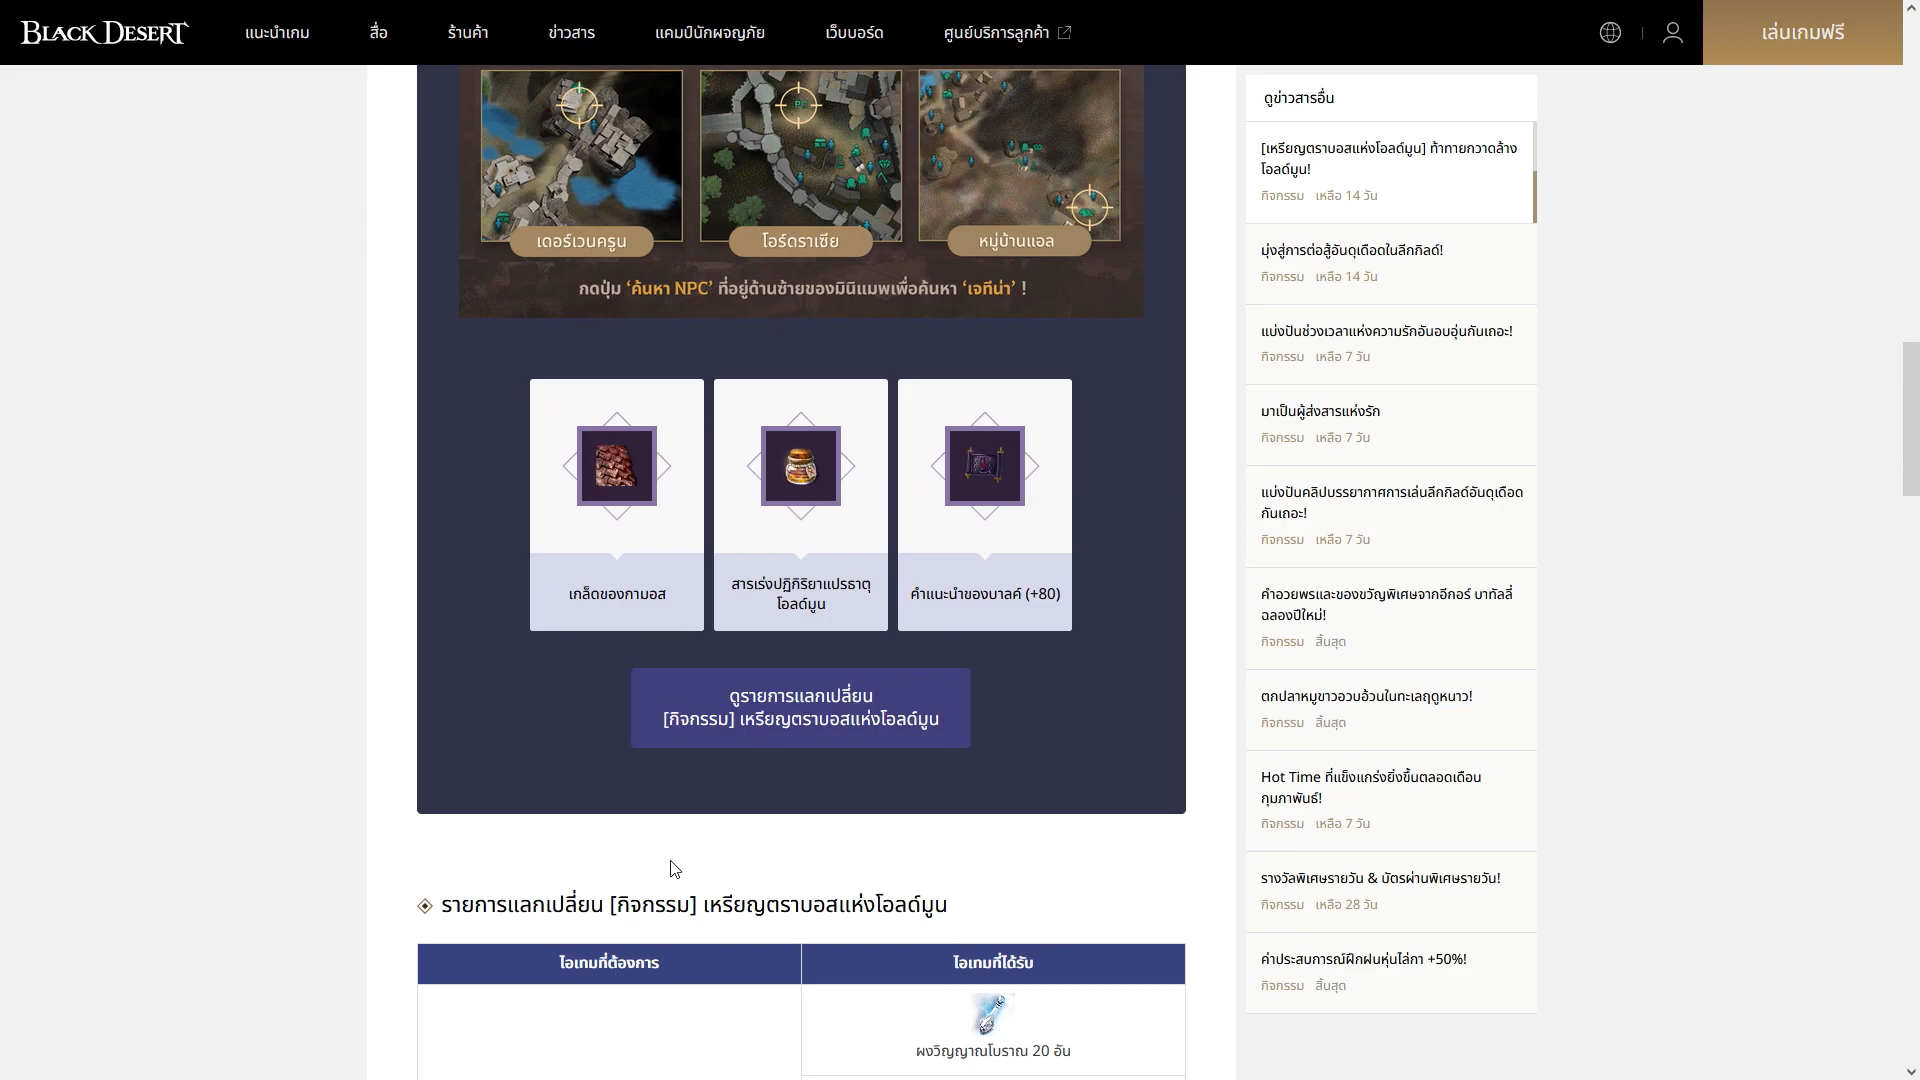 BLACK DESERT
แนะนำเกม
สื่อ
ร้านค้า
ข่าวสาร
แคมป์นักผจญภัย
เว็บบอร์ด
ศูนย์บริการลูกค้า
เล่นเกมฟรี
เดอร์เวนครูน
โอร์ดราเซีย
หมู่บ้านแอล
กดปุ่ม ‘ค้นหา NPC’ ที่อยู่ด้านซ้ายของมินิแมพเพื่อค้นหา ‘เจทีน่า’ !
เกล็ดของกามอส
สารเร่งปฏิกิริยาแปรธาตุ
โอลด์มูน
คำแนะนำของบาลค์ (+80)
ดูรายการแลกเปลี่ยน
[กิจกรรม] เหรียญตราบอสแห่งโอลด์มูน
รายการแลกเปลี่ยน [กิจกรรม] เหรียญตราบอสแห่งโอลด์มูน
ไอเทมที่ต้องการ
ไอเทมที่ได้รับ
ผงวิญญาณโบราณ 20 อัน
ดูข่าวสารอื่น
[เหรียญตราบอสแห่งโอลด์มูน] ท้าทายกวาดล้าง
โอลด์มูน!
กิจกรรม เหลือ 14 วัน
มุ่งสู่การต่อสู้อันดุเดือดในลีกกิลด์!
กิจกรรม เหลือ 14 วัน
แบ่งปันช่วงเวลาแห่งความรักอันอบอุ่นกันเถอะ!
กิจกรรม เหลือ 7 วัน
มาเป็นผู้ส่งสารแห่งรัก
กิจกรรม เหลือ 7 วัน
แบ่งปันคลิปบรรยากาศการเล่นลีกกิลด์อันดุเดือด
กันเถอะ!
กิจกรรม เหลือ 7 วัน
คำอวยพรและของขวัญพิเศษจากอีกอร์ บาทัลลี่
ฉลองปีใหม่!
กิจกรรม สิ้นสุด
ตกปลาหมูขาวอวบอ้วนในทะเลฤดูหนาว!
กิจกรรม สิ้นสุด
Hot Time ที่แข็งแกร่งยิ่งขึ้นตลอดเดือน
กุมภาพันธ์!
กิจกรรม เหลือ 7 วัน
รางวัลพิเศษรายวัน & บัตรผ่านพิเศษรายวัน!
กิจกรรม เหลือ 28 วัน
ค่าประสบการณ์ฝึกฝนหุ่นไล่กา +50%!
กิจกรรม สิ้นสุด